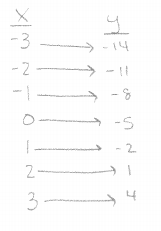 X y
-3 → -14
-2 → -11
-1 → -8
0 → -5
1 → -2
2 → 1
3 → 4